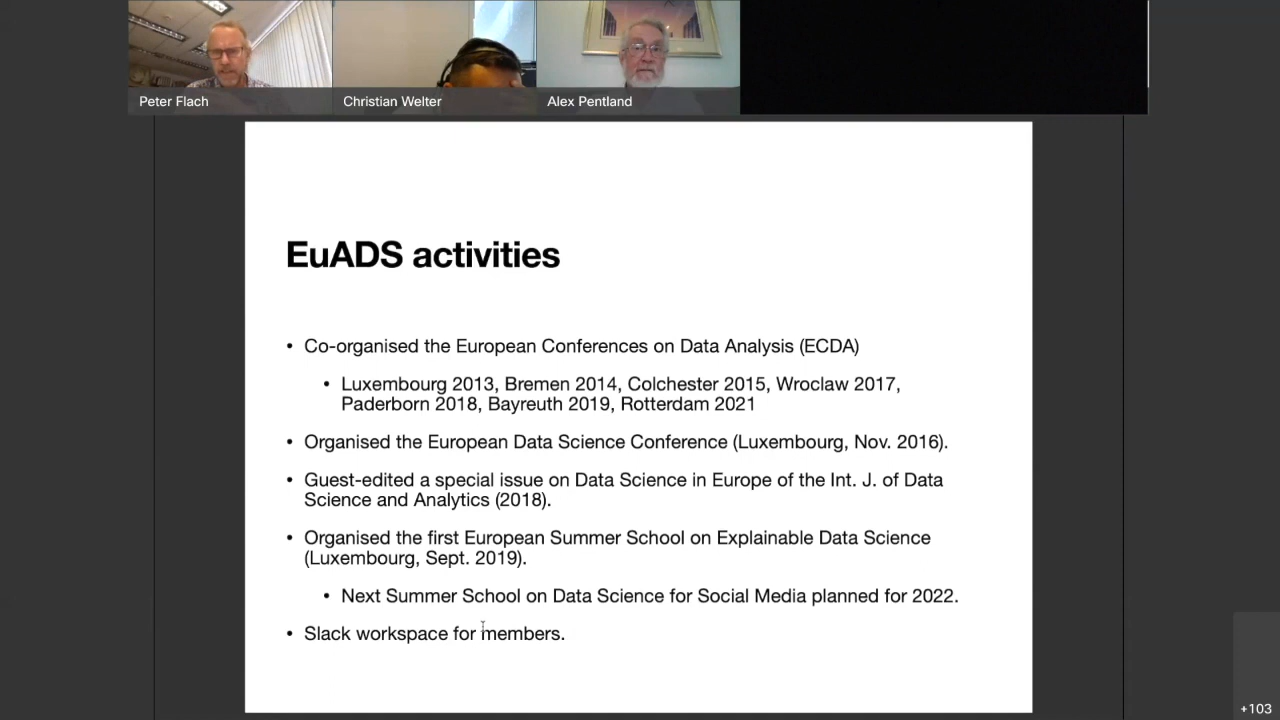 Peter Flach
Christian Welter
Alex Pentland
EuADS activities
• Co-organised the European Conferences on Data Analysis (ECDA)
• Luxembourg 2013, Bremen 2014, Colchester 2015, Wroclaw 2017,
Paderborn 2018, Bayreuth 2019, Rotterdam 2021
• Organised the European Data Science Conference (Luxembourg, Nov. 2016).
• Guest-edited a special issue on Data Science in Europe of the Int. J. of Data
Science and Analytics (2018).
• Organised the first European Summer School on Explainable Data Science
(Luxembourg, Sept. 2019).
• Next Summer School on Data Science for Social Media planned for 2022.
• Slack workspace for members.
+103